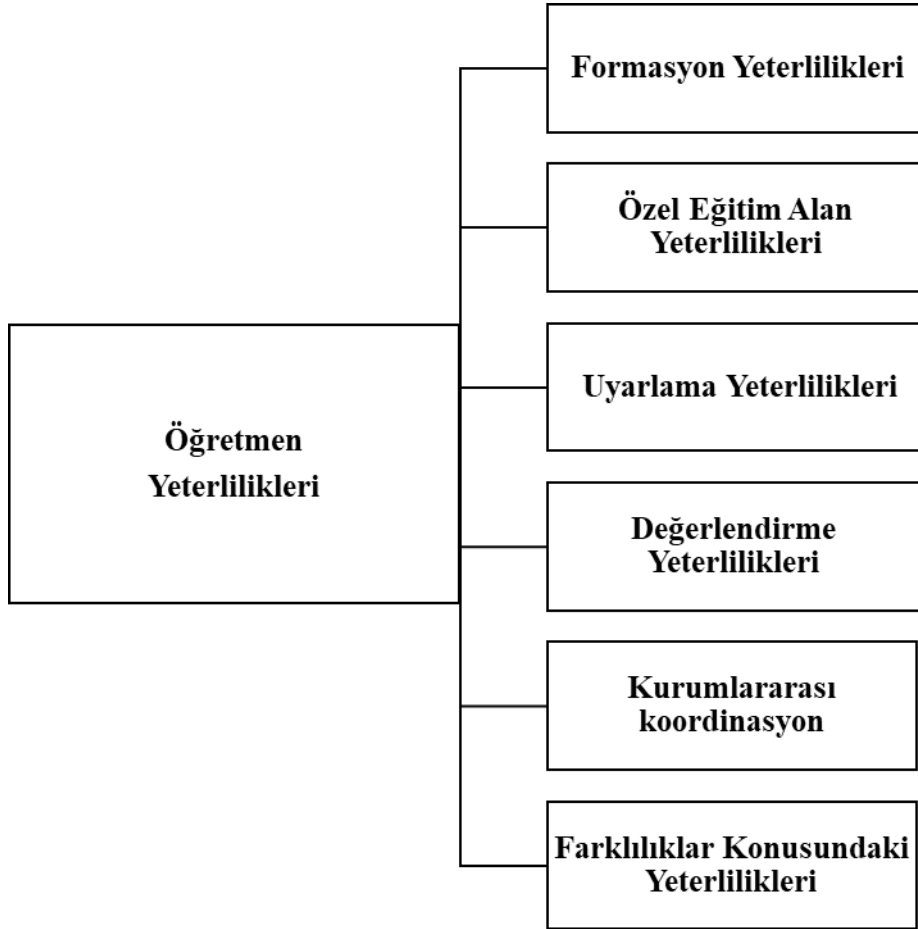 Formasyon Yeterlilikleri
Özel Eğitim Alan
Yeterlilikleri
Uyarlama Yeterlilikleri
Öğretmen
Yeterlilikleri
Değerlendirme
Yeterlilikleri
Kurumlararası
koordinasyon
Farklılıklar Konusundaki
Yeterlilikleri